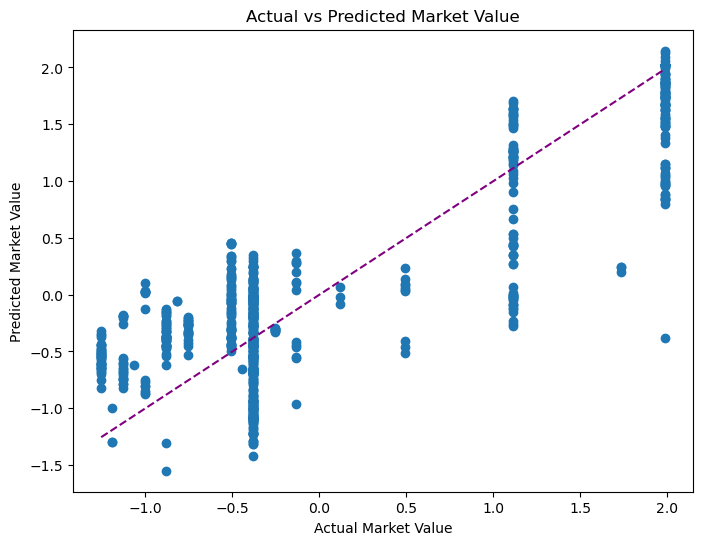 Actual vs Predicted Market Value
Predicted Market Value
2.0
1.5
1.0
0.5
0.0
−0.5
−1.0
−1.5
−1.0 −0.5 0.0 0.5 1.0 1.5 2.0
Actual Market Value